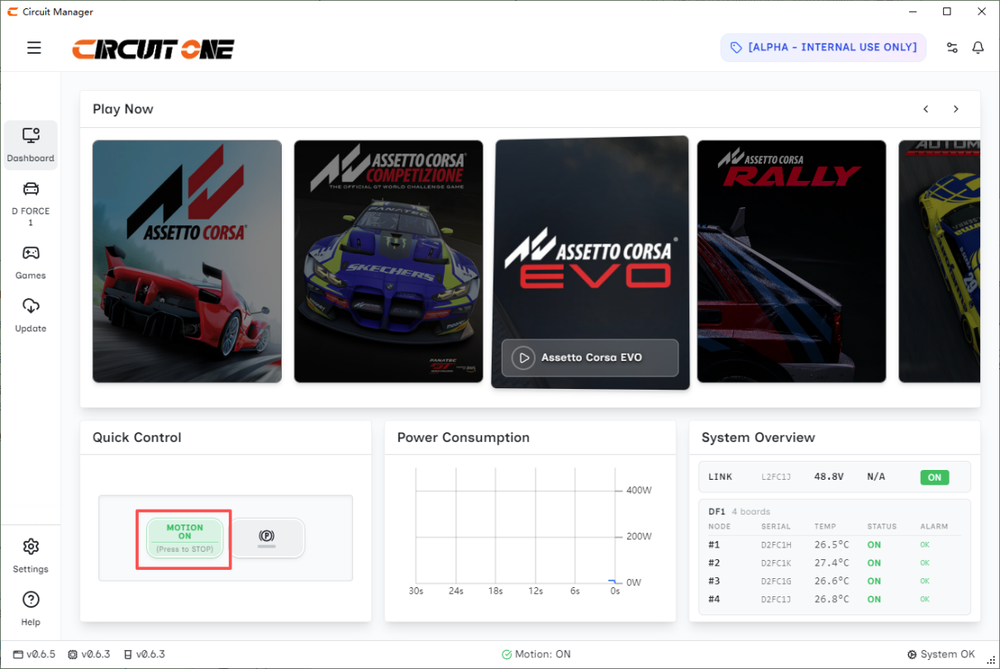 Circuit Manager
CIRCUIT ONE
[ALPHA - INTERNAL USE ONLY]
Dashboard
D FORCE
1
Games
Update
Settings
Help
Play Now
ASSETTO CORSA
ASSETTO CORSA
COMPETIZIONE
THE OFFICIAL GT WORLD CHALLENGE GAME
FANATEC
SKECHERS
FANATEC
GT
ASSETTO CORSA
EVO
Assetto Corsa EVO
ASSETTO CORSA
RALLY
Quick Control
MOTION
ON
(Press to STOP)
P
Power Consumption
400W
200W
0W
30s 24s 18s 12s 6s 0s
System Overview
LINK L2FC1J 48.8V N/A ON
DF1 4 boards
NODE SERIAL TEMP STATUS ALARM
#1 D2FC1H 26.5°C ON OK
#2 D2FC1K 27.4°C ON OK
#3 D2FC1G 26.6°C ON OK
#4 D2FC1J 26.8°C ON OK
v0.6.5 v0.6.3 v0.6.3 Motion: ON System OK